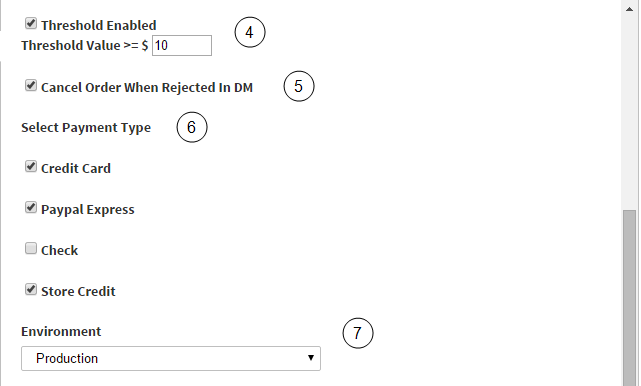 Threshold Enabled
4
Threshold Value >= $ 10
Cancel Order When Rejected In DM
5
Select Payment Type
6
Credit Card
Paypal Express
Check
Store Credit
Environment
7
Production